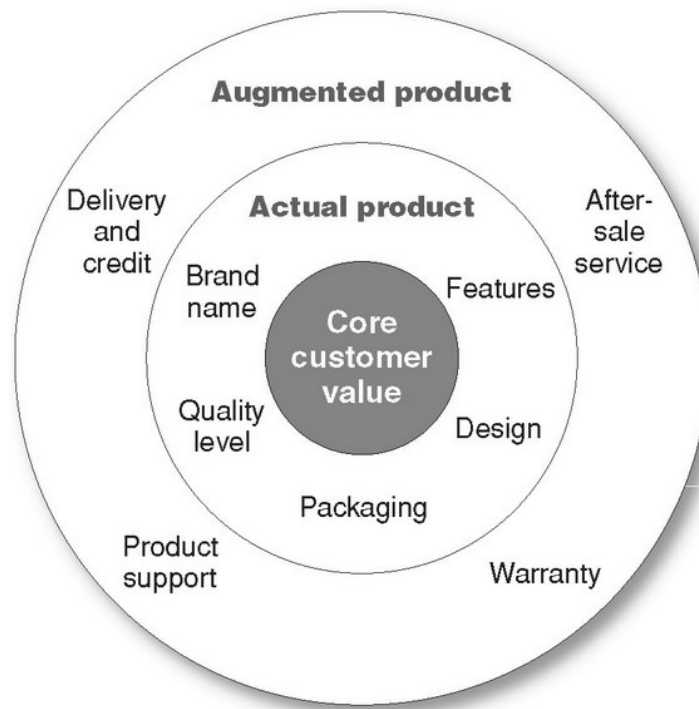 Augmented product
Delivery
and
credit
After-
sale
service
Actual product
Brand
name
Features
Core
customer
value
Quality
level
Design
Packaging
Product
support
Warranty